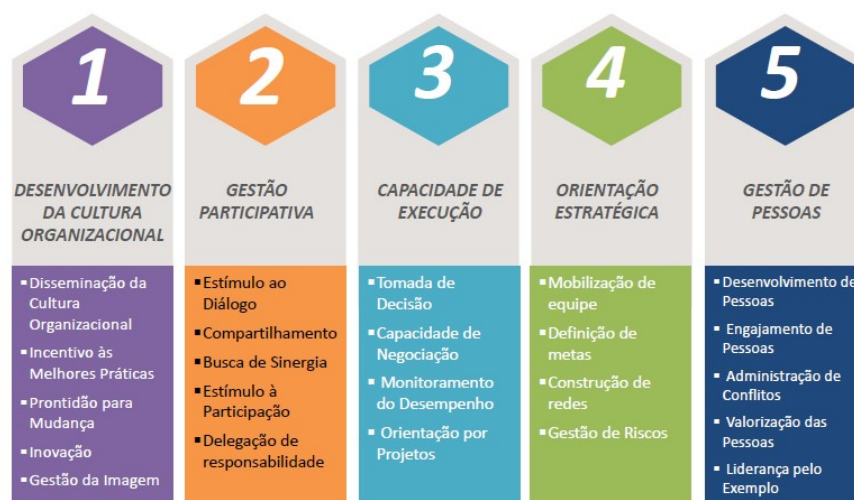 1
DESENVOLVIMENTO
DA CULTURA
ORGANIZACIONAL
▪ Disseminação da
Cultura
Organizacional
▪ Incentivo às
Melhores Práticas
▪ Prontidão para
Mudança
▪ Inovação
▪ Gestão da Imagem
2
GESTÃO
PARTICIPATIVA
▪ Estímulo ao
Diálogo
▪ Compartilhamento
▪ Busca de Sinergia
▪ Estímulo à
Participação
▪ Delegação de
responsabilidade
3
CAPACIDADE DE
EXECUÇÃO
▪ Tomada de
Decisão
▪ Capacidade de
Negociação
▪ Monitoramento
do Desempenho
▪ Orientação por
Projetos
4
ORIENTAÇÃO
ESTRATÉGICA
▪ Mobilização de
equipe
▪ Definição de
metas
▪ Construção de
redes
▪ Gestão de Riscos
5
GESTÃO DE
PESSOAS
▪ Desenvolvimento de
Pessoas
▪ Engajamento de
Pessoas
▪ Administração de
Conflitos
▪ Valorização das
Pessoas
▪ Liderança pelo
Exemplo